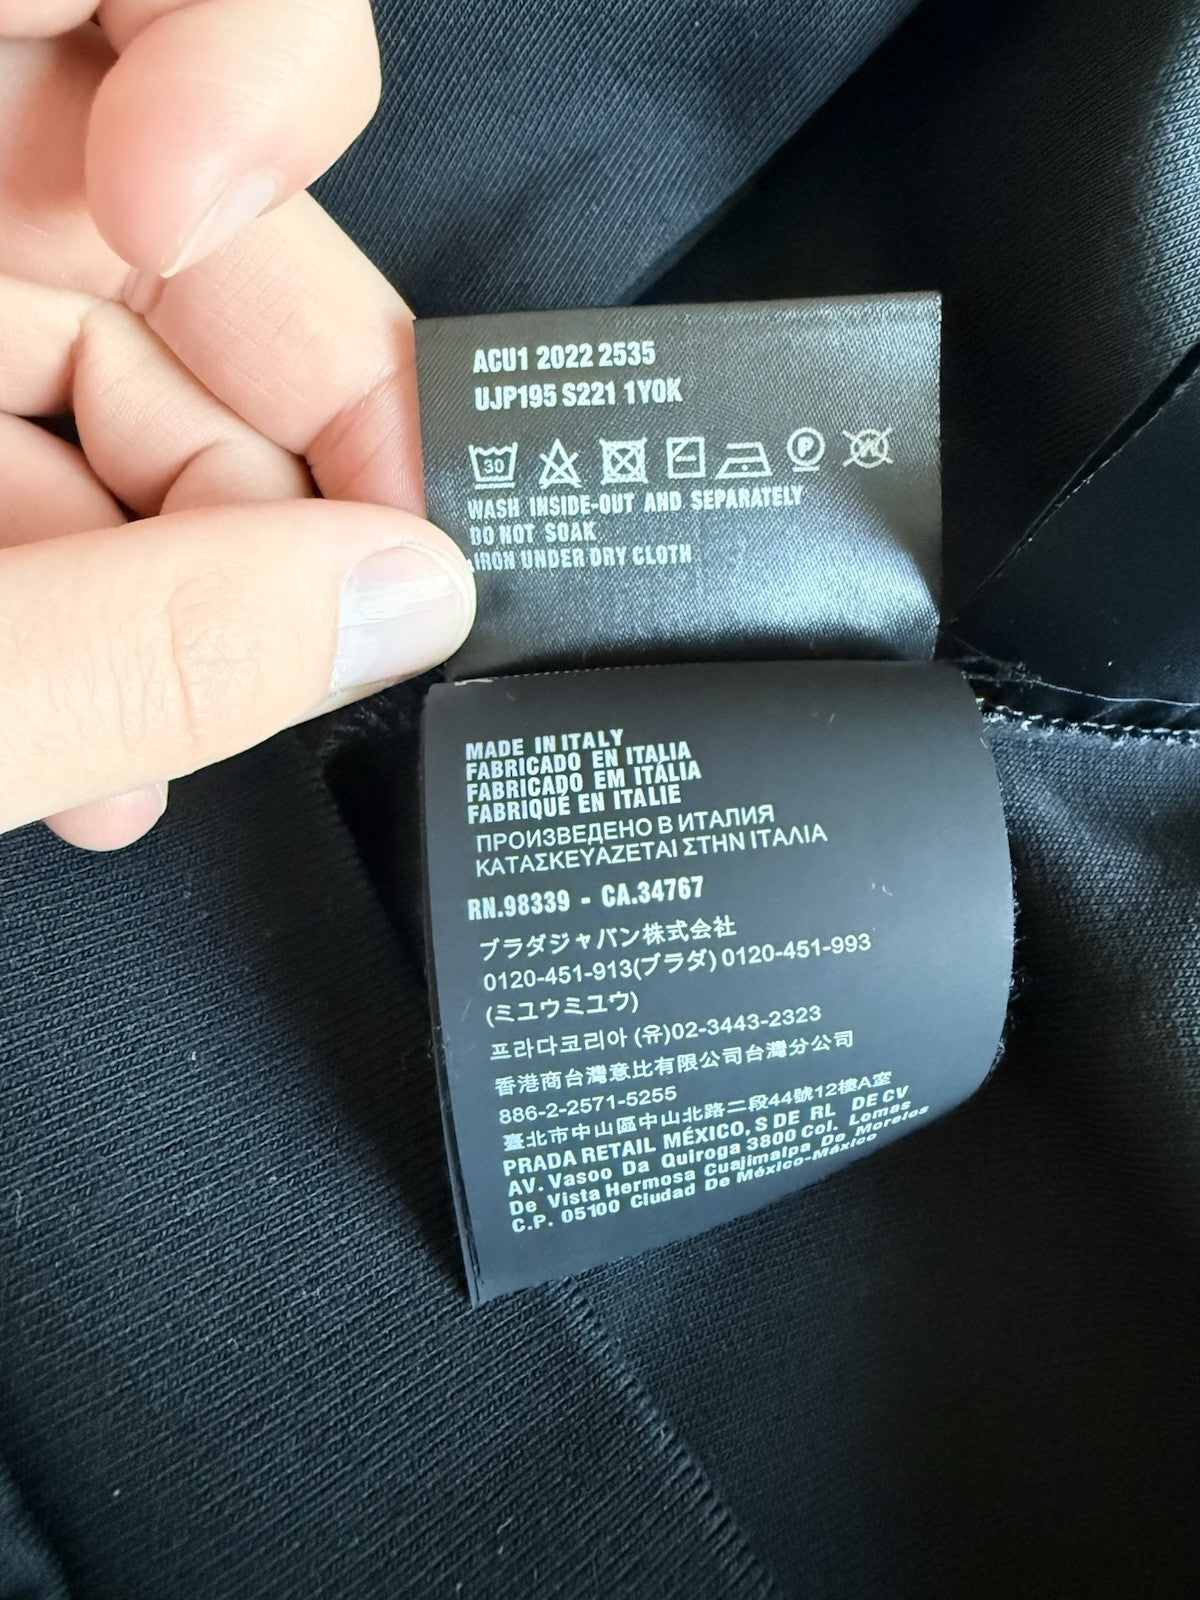 ACU1 2022 2535
UJP195 S221 1Y0K
30
P
W
WASH INSIDE-OUT AND SEPARATELY
DO NOT SOAK
IRON UNDER DRY CLOTH
MADE IN ITALY
FABRICADO EN ITALIA
FABRICADO EM ITÁLIA
FABRIQUÉ EN ITALIE
ПРОИЗВЕДЕНО В ИТАЛИЯ
ΚΑΤΑΣΚΕΥΑΖΕΤΑΙ ΣΤΗΝ ΙΤΑΛΙΑ
RN.98339 - CA.34767
プラダジャパン株式会社
0120-451-913(プラダ) 0120-451-993
(ミユウミユウ)
프라다코리아 (유)02-3443-2323
香港商台灣意比有限公司台灣分公司
886-2-2571-5255
臺北市中山區中山北路二段44號12樓A室
PRADA RETAIL MÉXICO, S DE RL DE CV
AV. Vasoo Da Quiroga 3800 Col. Lomas
De Vista Hermosa Cuajimalpa De Morelos
C.P. 05100 Ciudad De México-México